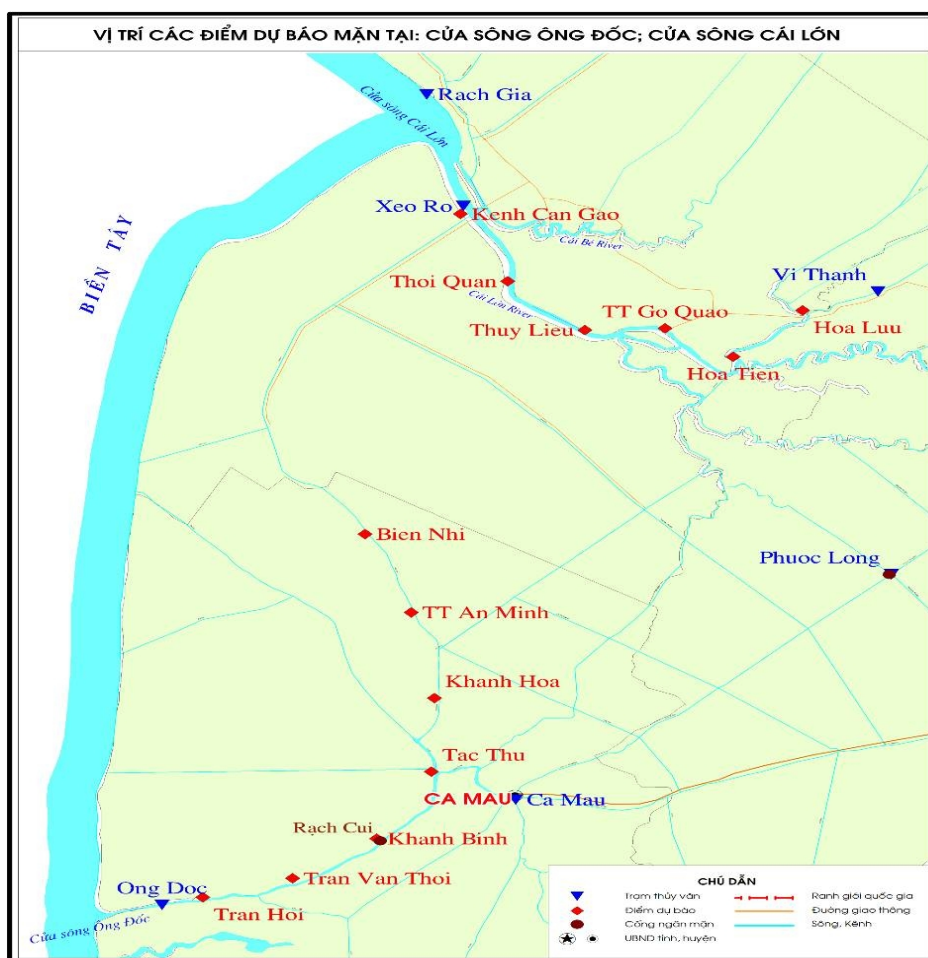 VỊ TRÍ CÁC ĐIỂM DỰ BÁO MẶN TẠI: CỬA SÔNG ÔNG ĐỐC; CỬA SÔNG CÁI LỚN
Rach Gia
Cửa sông Cái Lớn
Xeo Ro
Kenh Can Gao
Cái Bé River
BIỂN TÂY
Thoi Quan
Cái Lớn River
Vi Thanh
TT Go Quao
Thuy Lieu
Hoa Luu
Hoa Tien
Bien Nhi
Phuoc Long
TT An Minh
Khanh Hoa
Tac Thu
CA MAU
Ca Mau
Rạch Cui
Khanh Binh
Tran Van Thoi
Ong Doc
Tran Hoi
Cửa sông Ông Đốc
CHÚ DẪN
Trạm thủy văn
Ranh giới quốc gia
Điểm dự báo
Đường giao thông
Cống ngăn mặn
Sông, Kênh
UBND tỉnh, huyện